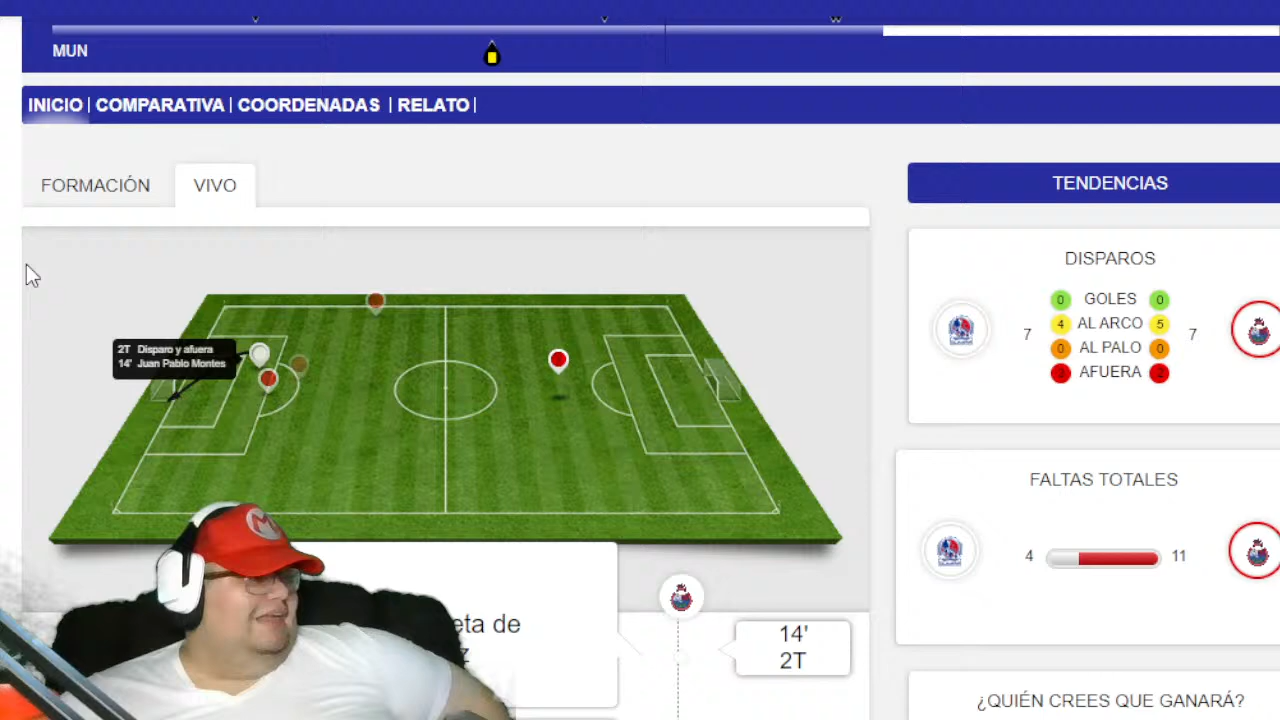 MUN
INICIO | COMPARATIVA | COORDENADAS | RELATO |
FORMACIÓN
VIVO
TENDENCIAS
2T Disparo y afuera
14' Juan Pablo Montes
DISPAROS
7
0 GOLES 0
4 AL ARCO 5
0 AL PALO 0
AFUERA
7
FALTAS TOTALES
4
11
eta de
14'
2T
¿QUIÉN CREES QUE GANARÁ?
M